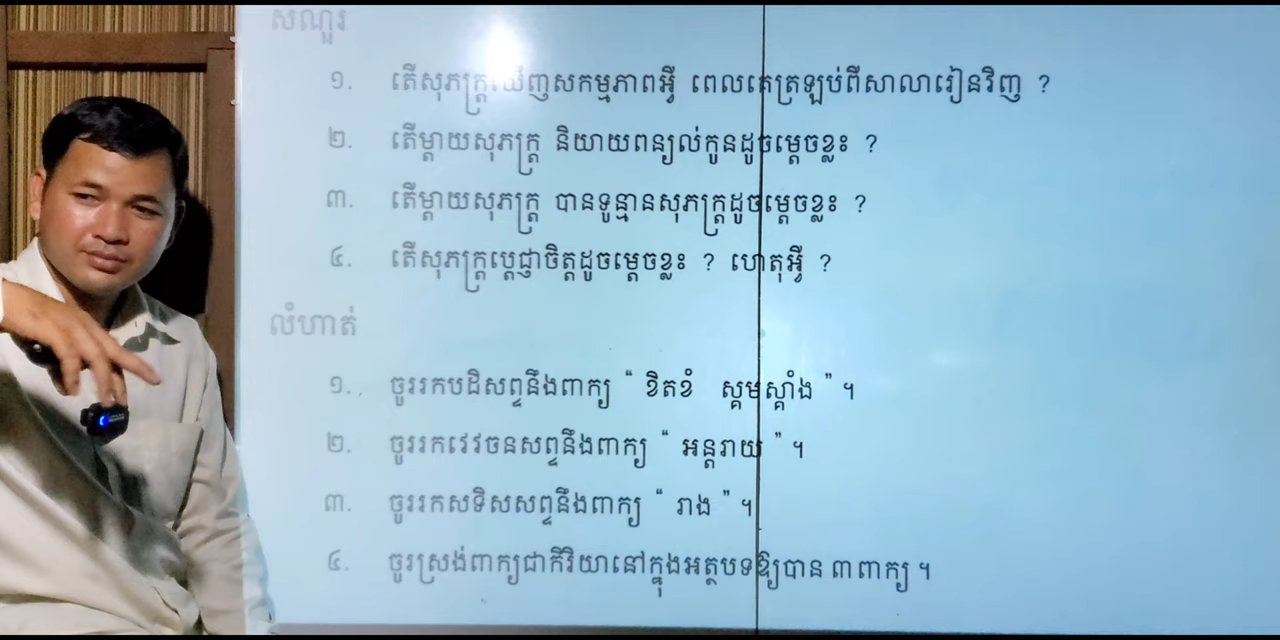 សំណួរ
១. តើសុភក្ត្រឃើញសកម្មភាពអ្វី ពេលគេត្រឡប់ពីសាលារៀនវិញ ?
២. តើម្ដាយសុភក្ត្រ និយាយពន្យល់កូនដូចម្ដេចខ្លះ ?
៣. តើម្ដាយសុភក្ត្រ បានទូន្មានសុភក្ត្រដូចម្ដេចខ្លះ ?
៤. តើសុភក្ត្រប្ដេជ្ញាចិត្តដូចម្ដេចខ្លះ ? ហេតុអ្វី ?
លំហាត់
១. ចូររកបដិសព្ទនឹងពាក្យ “ ខិតខំ ស្គមស្គាំង ” ។
២. ចូររកវេវចនសព្ទនឹងពាក្យ “ អន្តរាយ ” ។
៣. ចូររកសទិសសព្ទនឹងពាក្យ “ រាង ” ។
៤. ចូរស្រង់ពាក្យជាកិរិយានៅក្នុងអត្ថបទឱ្យបាន ៣ ពាក្យ ។